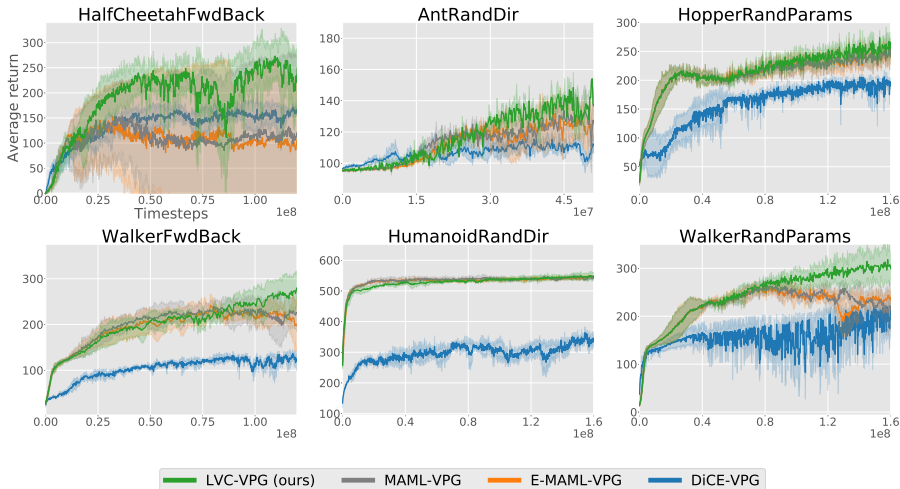 HalfCheetahFwdBack
AntRandDir
HopperRandParams
Average return
350
300
250
200
150
100
50
0
0.00 0.25 0.50 0.75 1.00
Timesteps
1e8
180
160
140
120
100
0.0 1.5 3.0 4.5
1e7
300
250
200
150
100
50
0.0 0.4 0.8 1.2 1.6
1e8
WalkerFwdBack
HumanoidRandDir
WalkerRandParams
300
200
100
0.00 0.25 0.50 0.75 1.00
1e8
600
500
400
300
200
100
0.0 0.4 0.8 1.2 1.6
1e8
300
200
100
0
0.0 0.4 0.8 1.2 1.6
1e8
LVC-VPG (ours) MAML-VPG E-MAML-VPG DiCE-VPG